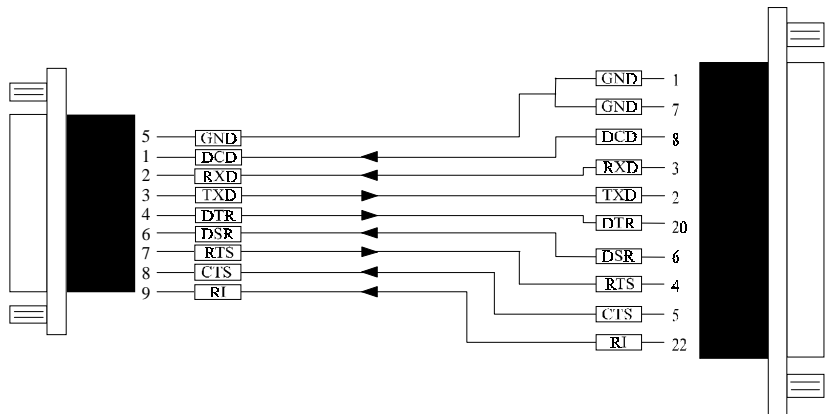 GND 1
GND 7
5 GND DCD 8
1 DCD
2 RXD RXD 3
3 TXD TXD 2
4 DTR DTR 20
6 DSR DSR 6
7 RTS RTS 4
8 CTS CTS 5
9 RI RI 22